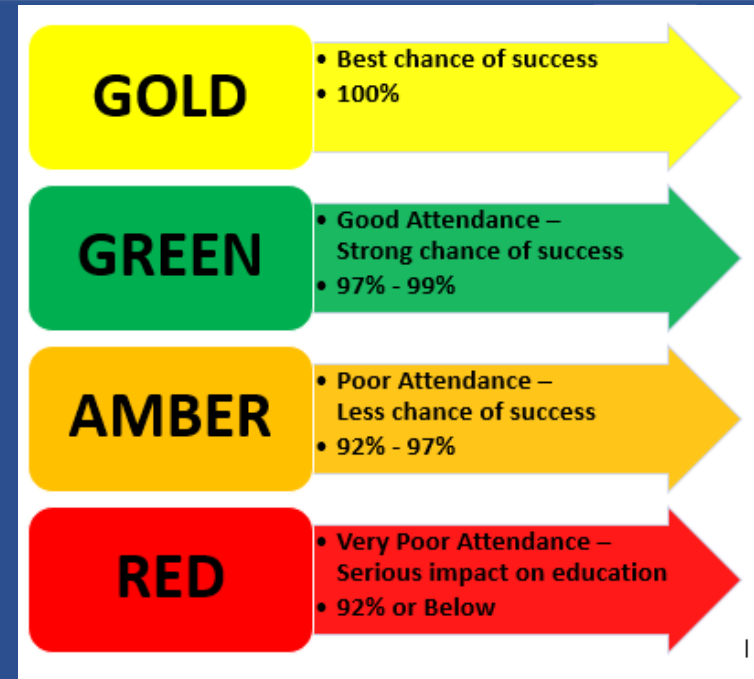 GOLD
• Best chance of success
• 100%
GREEN
• Good Attendance –
Strong chance of success
• 97% - 99%
AMBER
• Poor Attendance –
Less chance of success
• 92% - 97%
RED
• Very Poor Attendance –
Serious impact on education
• 92% or Below